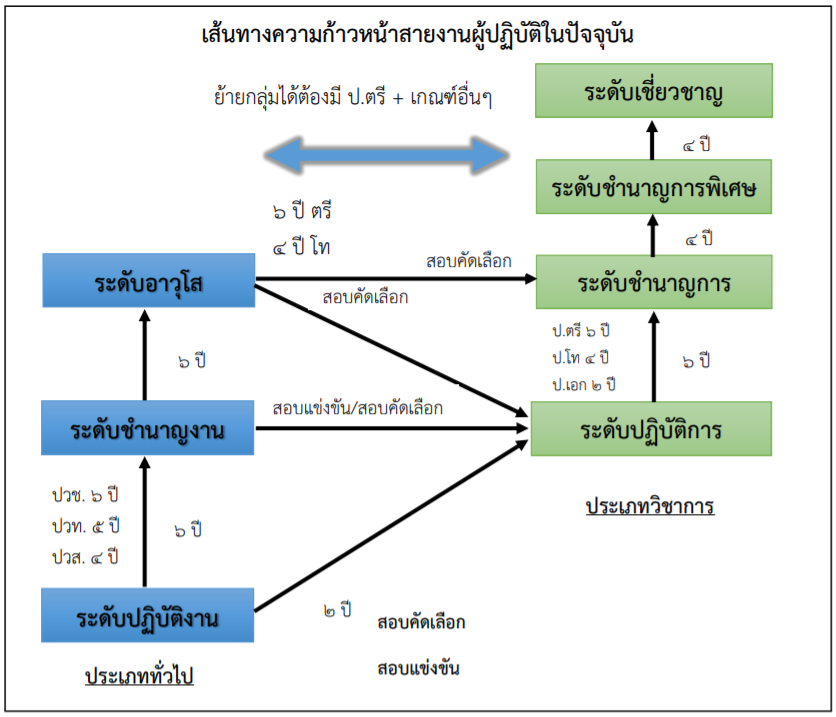 เส้นทางความก้าวหน้าสายงานผู้ปฏิบัติในปัจจุบัน
ย้ายกลุ่มได้ต้องมี ป.ตรี + เกณฑ์อื่นๆ
ระดับเชี่ยวชาญ
๔ ปี
ระดับชำนาญการพิเศษ
๖ ปี ตรี
๔ ปี โท
๔ ปี
สอบคัดเลือก
ระดับอาวุโส
ระดับชำนาญการ
สอบคัดเลือก
ป.ตรี ๖ ปี
ป.โท ๔ ปี
ป.เอก ๒ ปี
๖ ปี
๖ ปี
สอบแข่งขัน/สอบคัดเลือก
ระดับชำนาญงาน
ระดับปฏิบัติการ
ปวช. ๖ ปี
ปวท. ๕ ปี
ปวส. ๔ ปี
๖ ปี
ประเภทวิชาการ
ระดับปฏิบัติงาน
๒ ปี
สอบคัดเลือก
สอบแข่งขัน
ประเภททั่วไป